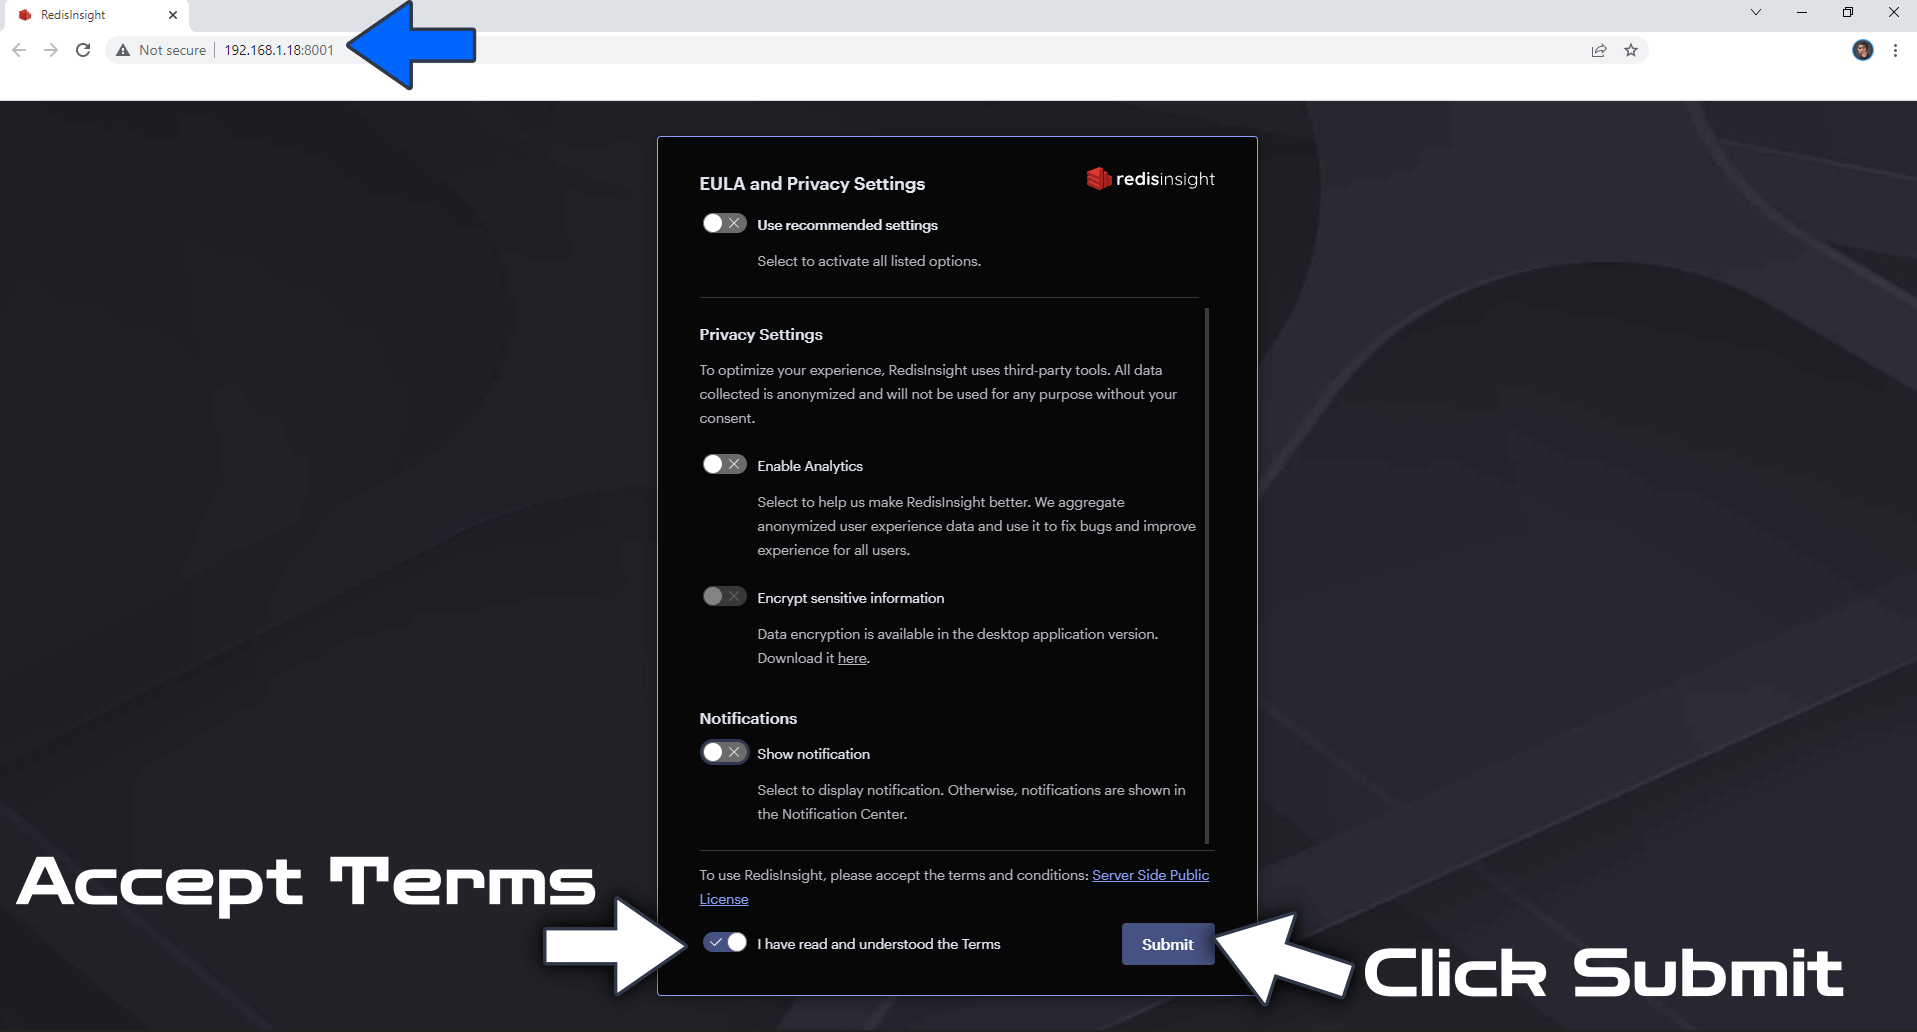 RedisInsight
Not secure
192.168.1.18:8001
EULA and Privacy Settings
redisinsight
Use recommended settings
Select to activate all listed options.
Privacy Settings
To optimize your experience, RedisInsight uses third-party tools. All data
collected is anonymized and will not be used for any purpose without your
consent.
Enable Analytics
Select to help us make RedisInsight better. We aggregate
anonymized user experience data and use it to fix bugs and improve
experience for all users.
Encrypt sensitive information
Data encryption is available in the desktop application version.
Download it here.
Notifications
Show notification
Select to display notification. Otherwise, notifications are shown in
the Notification Center.
Accept Terms
To use RedisInsight, please accept the terms and conditions: Server Side Public
License
I have read and understood the Terms
Submit
Click Submit